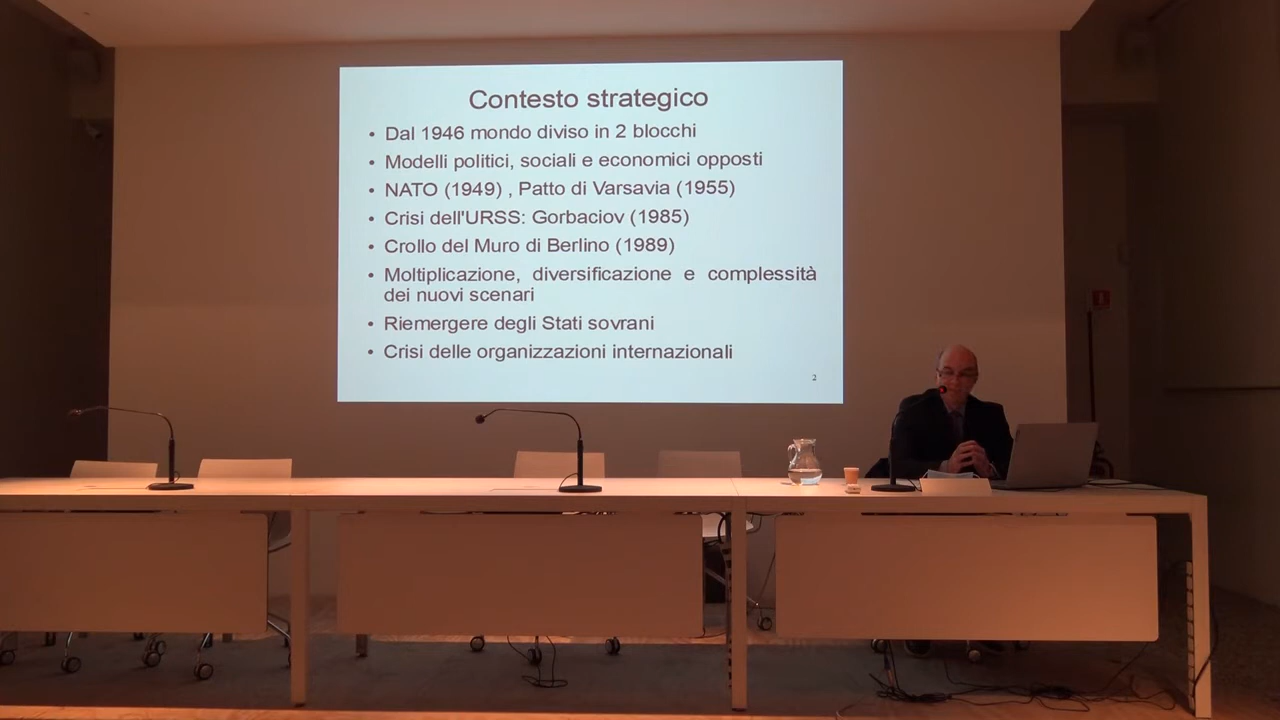 Contesto strategico
• Dal 1946 mondo diviso in 2 blocchi
• Modelli politici, sociali e economici opposti
• NATO (1949) , Patto di Varsavia (1955)
• Crisi dell'URSS: Gorbaciov (1985)
• Crollo del Muro di Berlino (1989)
• Moltiplicazione, diversificazione e complessità
dei nuovi scenari
• Riemergere degli Stati sovrani
• Crisi delle organizzazioni internazionali
2